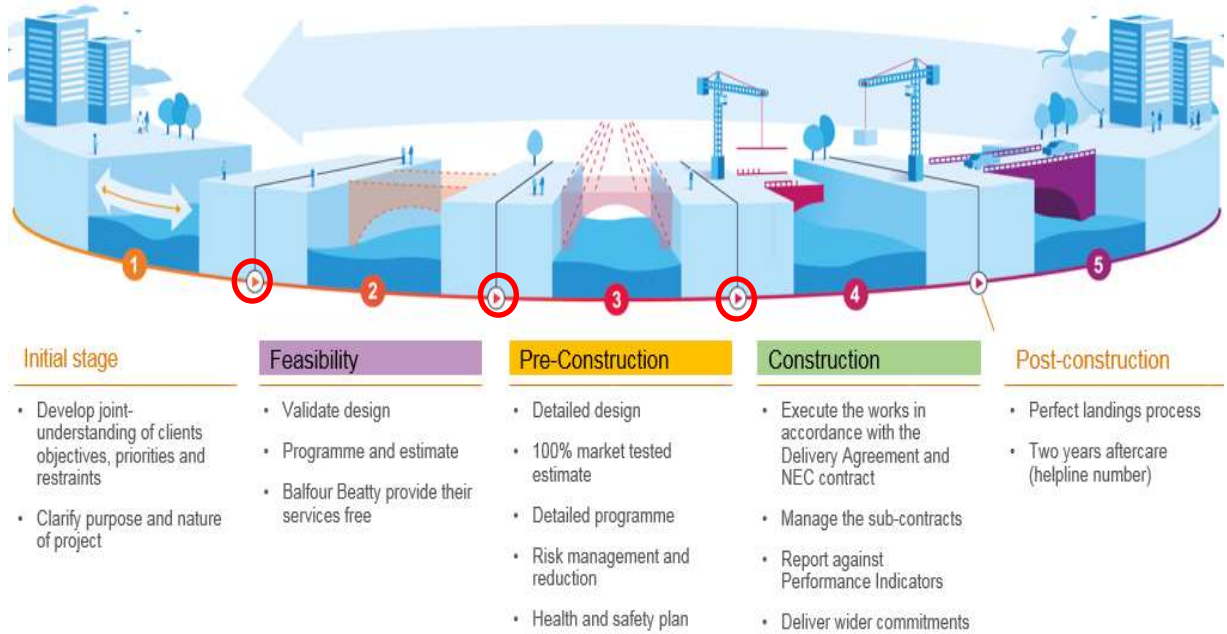 1
2
3
4
5
Initial stage
• Develop joint-
understanding of clients
objectives, priorities and
restraints
• Clarify purpose and nature
of project
Feasibility
• Validate design
• Programme and estimate
• Balfour Beatty provide their
services free
Pre-Construction
• Detailed design
• 100% market tested
estimate
• Detailed programme
• Risk management and
reduction
• Health and safety plan
Construction
• Execute the works in
accordance with the
Delivery Agreement and
NEC contract
• Manage the sub-contracts
• Report against
Performance Indicators
• Deliver wider commitments
Post-construction
• Perfect landings process
• Two years aftercare
(helpline number)